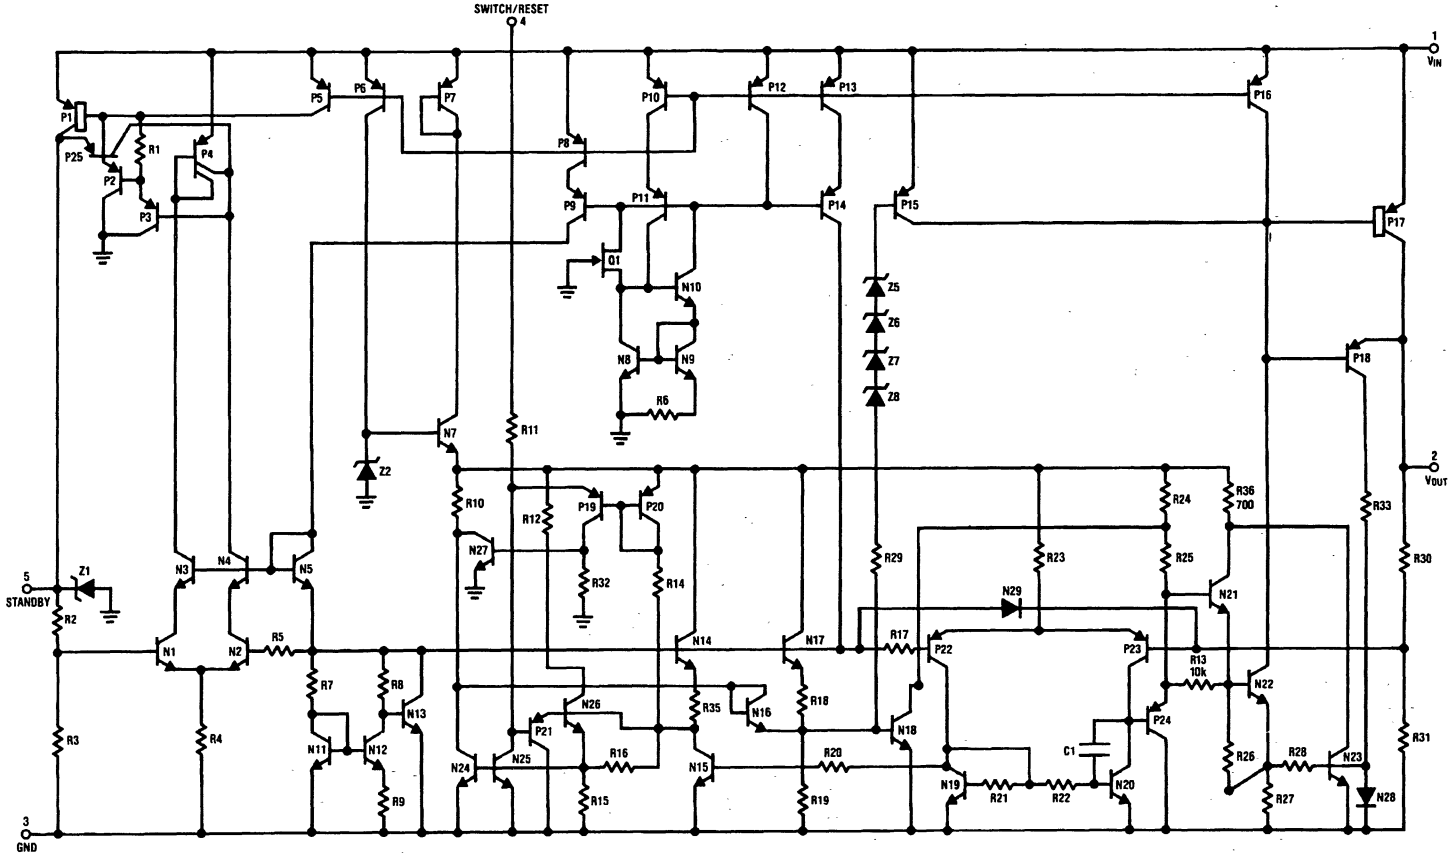 SWITCH/RESET
4
1
VIN
P1
P25
R1
P2
P3
P4
P5
P6
P7
P8
P9
P10
P11
P12
P13
P14
P15
P16
P17
P18
Q1
N10
N8
N9
R6
Z5
Z6
Z7
Z8
N7
R11
Z2
R10
R12
P19
P20
N27
R32
R14
R29
R23
R24
R25
R36
700
R33
2
VOUT
R30
N3
N4
N5
5
STANDBY
Z1
R2
N1
N2
R5
N29
N21
N14
N17
R17
P22
P23
R13
10k
N22
R7
R8
N13
R3
R4
N11
N12
R9
N26
P21
R35
N16
R18
N18
P24
C1
R31
N24
N25
R16
R15
N15
R20
R19
N19
R21
R22
N20
R26
R28
R27
N23
N28
3
GND